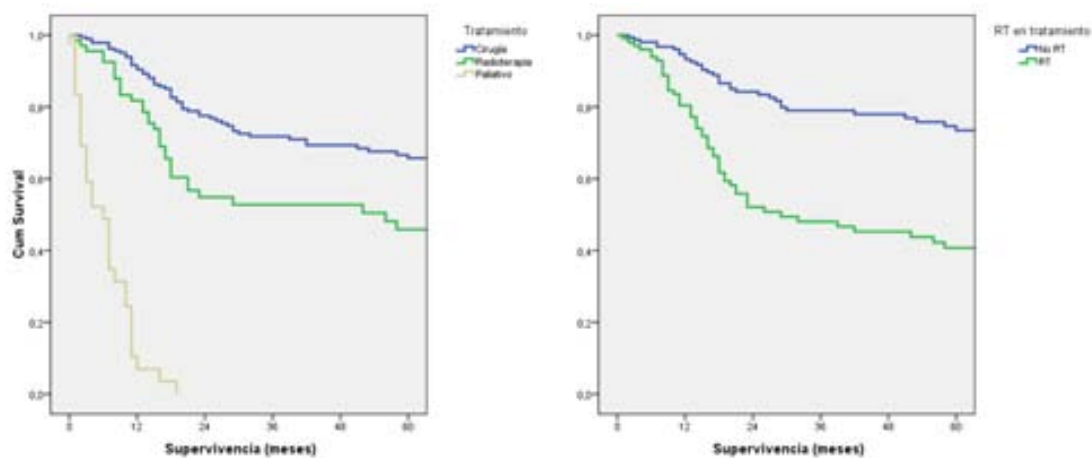 Tratamiento
Cirugía
Radioterapia
Paliativo
Cum Survival
1,0
0,8
0,6
0,4
0,2
0,0
0
12
24
36
48
60
Supervivencia (meses)
RT en tratamiento
No RT
RT
1,0
0,8
0,6
0,4
0,2
0,0
0
12
24
36
48
60
Supervivencia (meses)